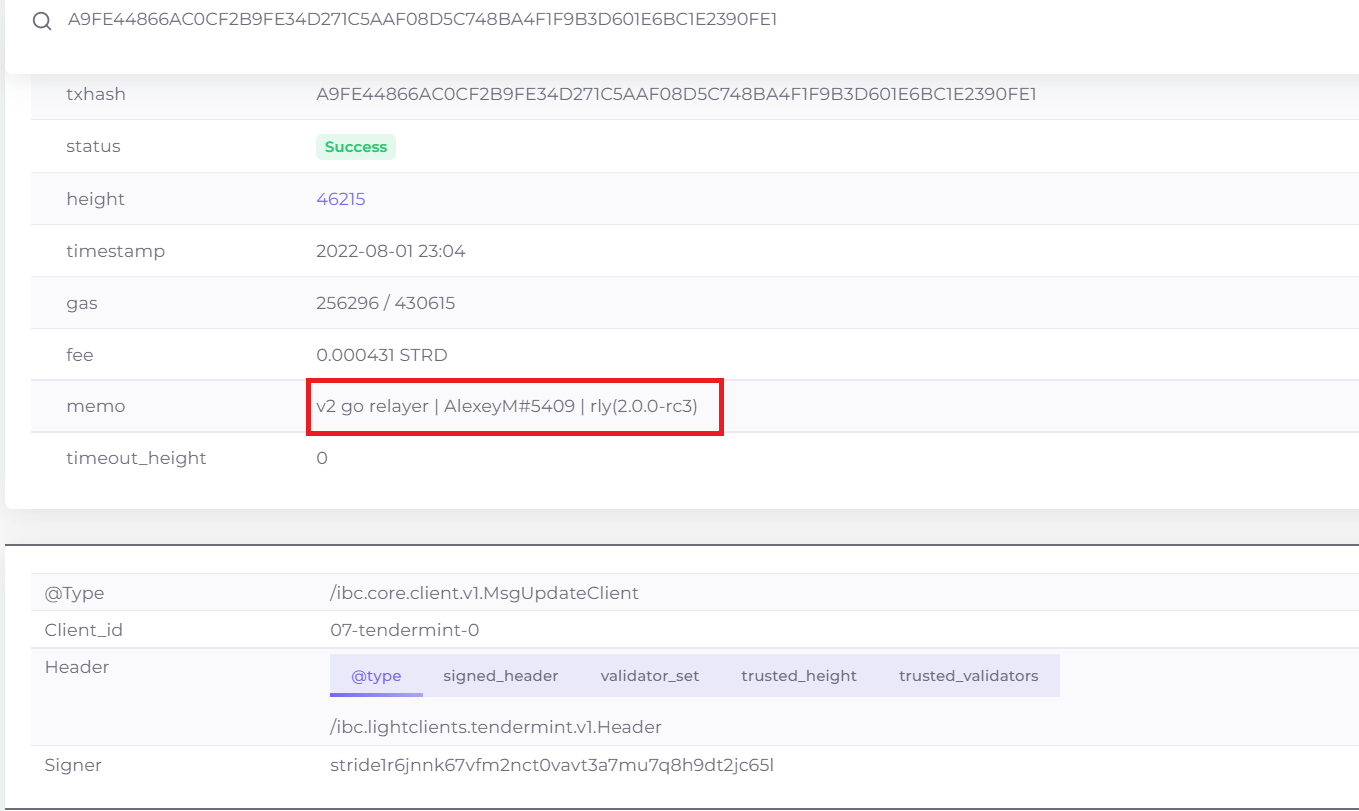 A9FE44866AC0CF2B9FE34D271C5AAF08D5C748BA4F1F9B3D601E6BC1E2390FE1
txhash A9FE44866AC0CF2B9FE34D271C5AAF08D5C748BA4F1F9B3D601E6BC1E2390FE1
status Success
height 46215
timestamp 2022-08-01 23:04
gas 256296 / 430615
fee 0.000431 STRD
memo v2 go relayer | AlexeyM#5409 | rly(2.0.0-rc3)
timeout_height 0
@Type /ibc.core.client.v1.MsgUpdateClient
Client_id 07-tendermint-0
Header @type signed_header validator_set trusted_height trusted_validators
/ibc.lightclients.tendermint.v1.Header
Signer stride1r6jnnk67vfm2nct0vavt3a7mu7q8h9dt2jc65l